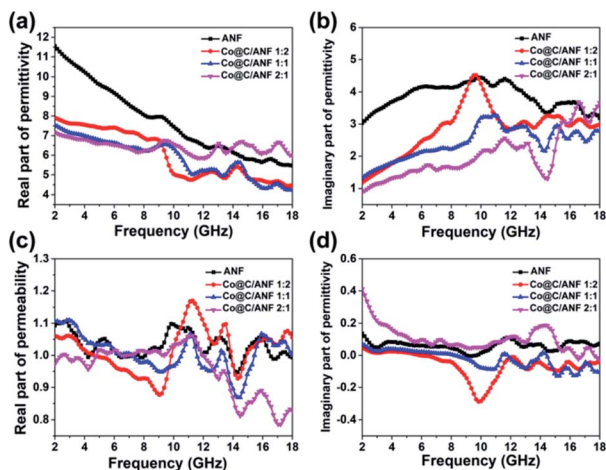 (a)
ANF
Co@C/ANF 1:2
Co@C/ANF 1:1
Co@C/ANF 2:1
Real part of permittivity
12
11
10
9
8
7
6
5
4
2 4 6 8 10 12 14 16 18
Frequency (GHz)
(b)
ANF
Co@C/ANF 1:2
Co@C/ANF 1:1
Co@C/ANF 2:1
Imaginary part of permittivity
6
5
4
3
2
1
2 4 6 8 10 12 14 16 18
Frequency (GHz)
(c)
ANF
Co@C/ANF 1:2
Co@C/ANF 1:1
Co@C/ANF 2:1
Real part of permeability
1.3
1.2
1.1
1.0
0.9
0.8
2 4 6 8 10 12 14 16 18
Frequency (GHz)
(d)
ANF
Co@C/ANF 1:2
Co@C/ANF 1:1
Co@C/ANF 2:1
Imaginary part of permittivity
0.6
0.4
0.2
0.0
-0.2
-0.4
2 4 6 8 10 12 14 16 18
Frequency (GHz)